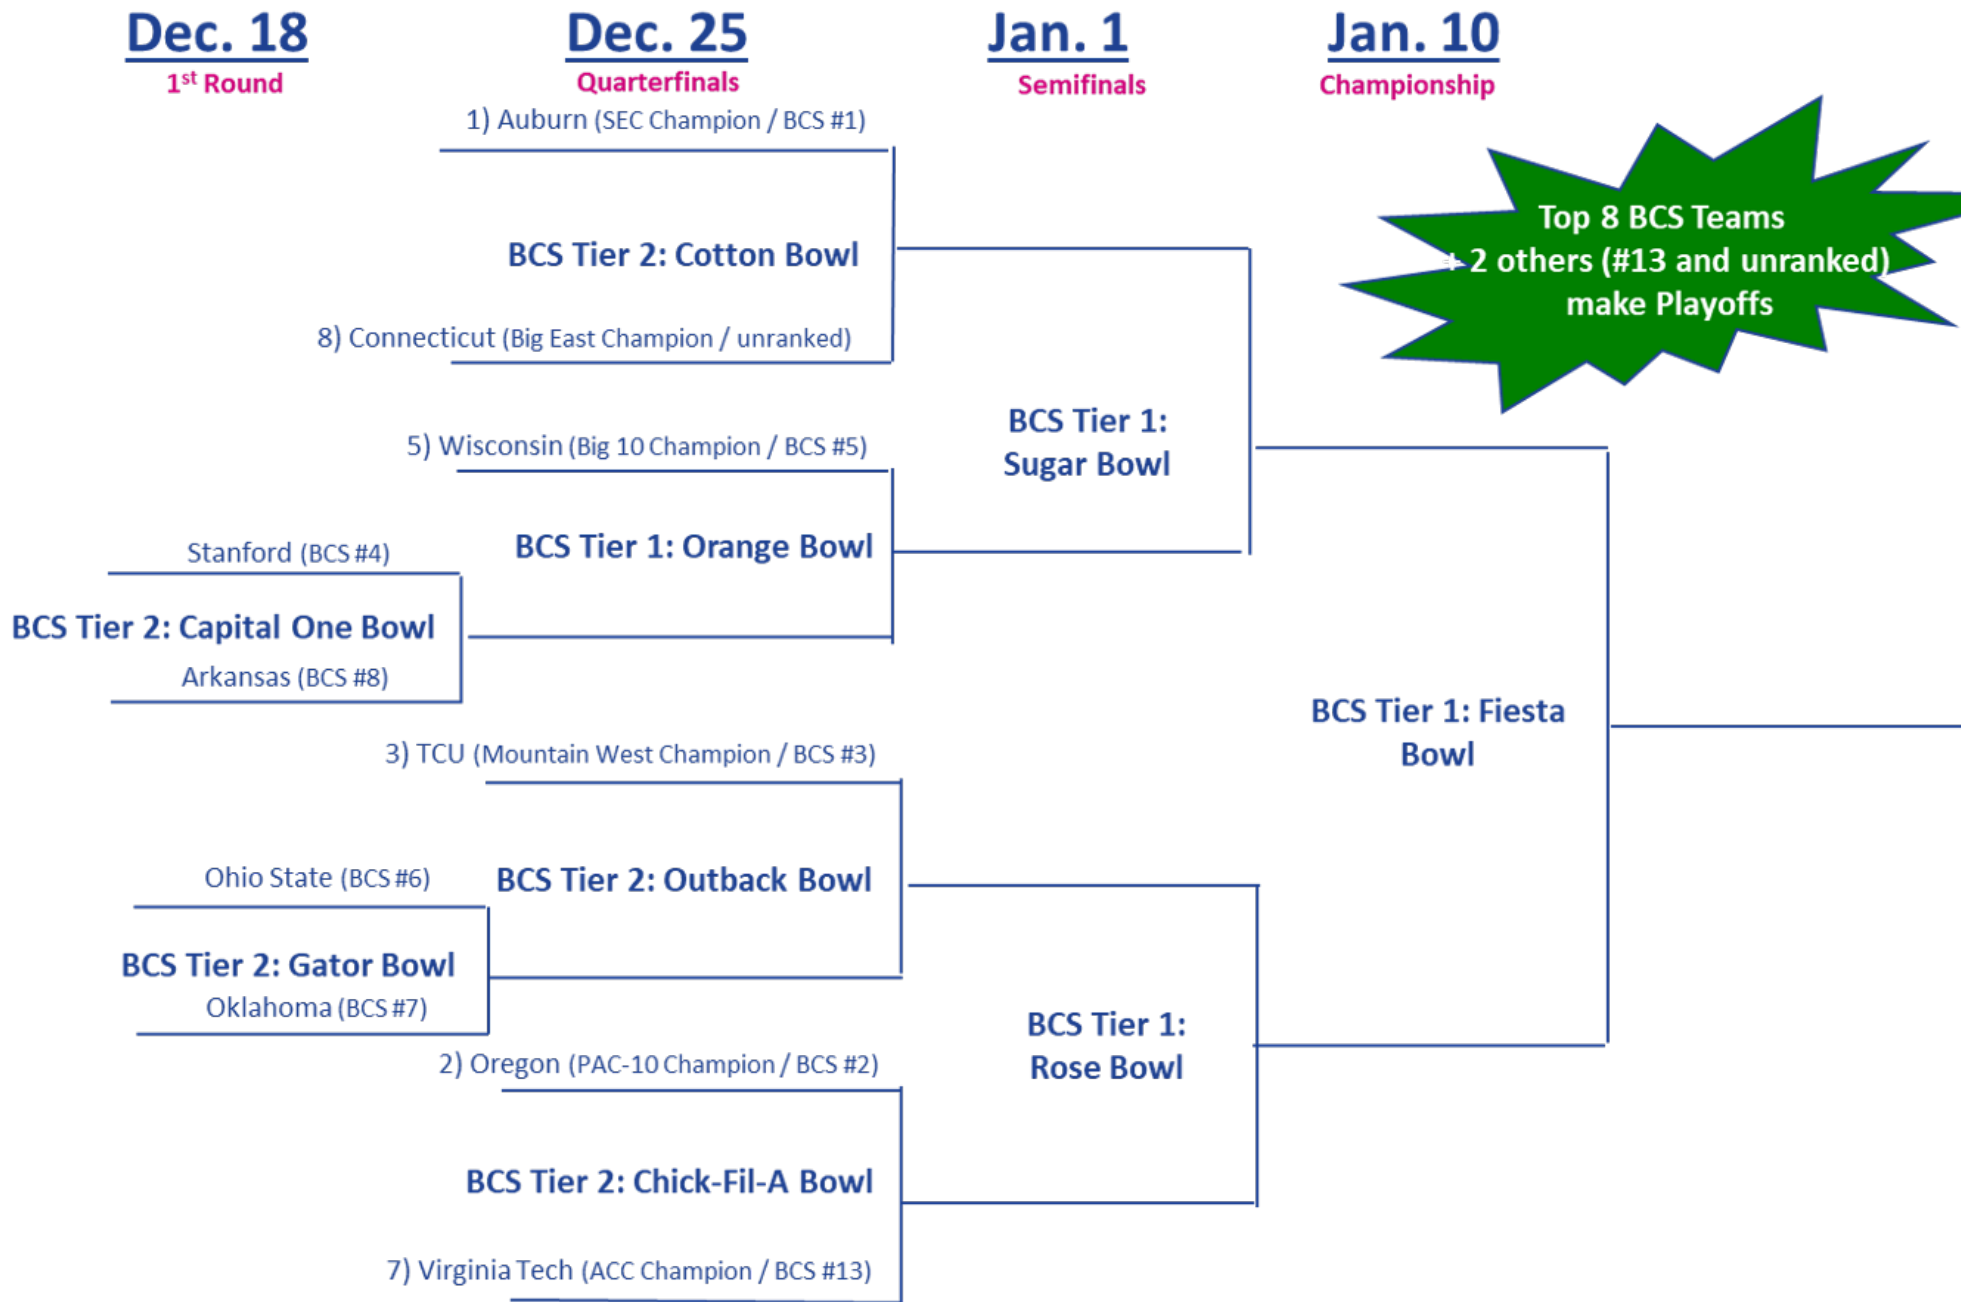 Dec. 18
1st Round
Dec. 25
Quarterfinals
Jan. 1
Semifinals
Jan. 10
Championship
1) Auburn (SEC Champion / BCS #1)
BCS Tier 2: Cotton Bowl
8) Connecticut (Big East Champion / unranked)
Top 8 BCS Teams
+ 2 others (#13 and unranked)
make Playoffs
5) Wisconsin (Big 10 Champion / BCS #5)
BCS Tier 1:
Sugar Bowl
BCS Tier 1: Orange Bowl
Stanford (BCS #4)
BCS Tier 2: Capital One Bowl
Arkansas (BCS #8)
3) TCU (Mountain West Champion / BCS #3)
BCS Tier 1: Fiesta
Bowl
Ohio State (BCS #6)
BCS Tier 2: Outback Bowl
BCS Tier 2: Gator Bowl
Oklahoma (BCS #7)
2) Oregon (PAC-10 Champion / BCS #2)
BCS Tier 1:
Rose Bowl
BCS Tier 2: Chick-Fil-A Bowl
7) Virginia Tech (ACC Champion / BCS #13)